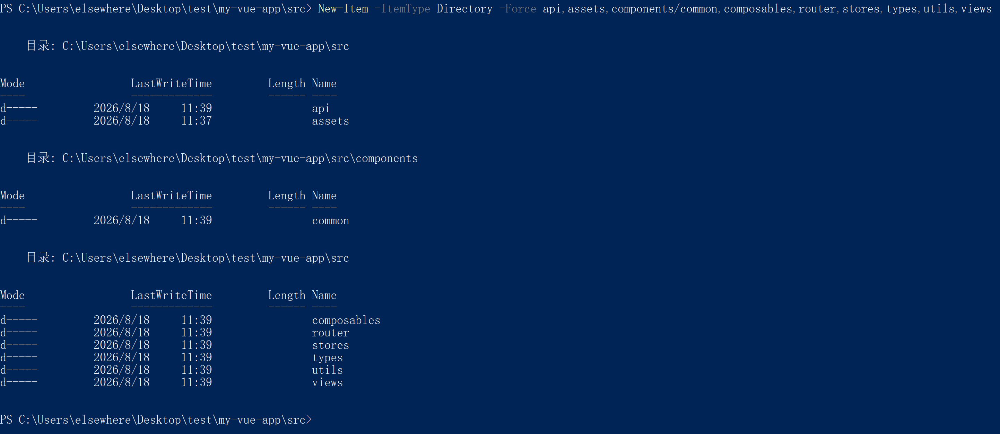 PS C:\Users\elsewhere\Desktop\test\my-vue-app\src> New-Item -ItemType Directory -Force api,assets,components/common,composables,router,stores,types,utils,views
目录: C:\Users\elsewhere\Desktop\test\my-vue-app\src
Mode                 LastWriteTime         Length Name
----                 -------------         ------ ----
d-----         2026/8/18     11:39                api
d-----         2026/8/18     11:37                assets
目录: C:\Users\elsewhere\Desktop\test\my-vue-app\src\components
Mode                 LastWriteTime         Length Name
----                 -------------         ------ ----
d-----         2026/8/18     11:39                common
目录: C:\Users\elsewhere\Desktop\test\my-vue-app\src
Mode                 LastWriteTime         Length Name
----                 -------------         ------ ----
d-----         2026/8/18     11:39                composables
d-----         2026/8/18     11:39                router
d-----         2026/8/18     11:39                stores
d-----         2026/8/18     11:39                types
d-----         2026/8/18     11:39                utils
d-----         2026/8/18     11:39                views
PS C:\Users\elsewhere\Desktop\test\my-vue-app\src>